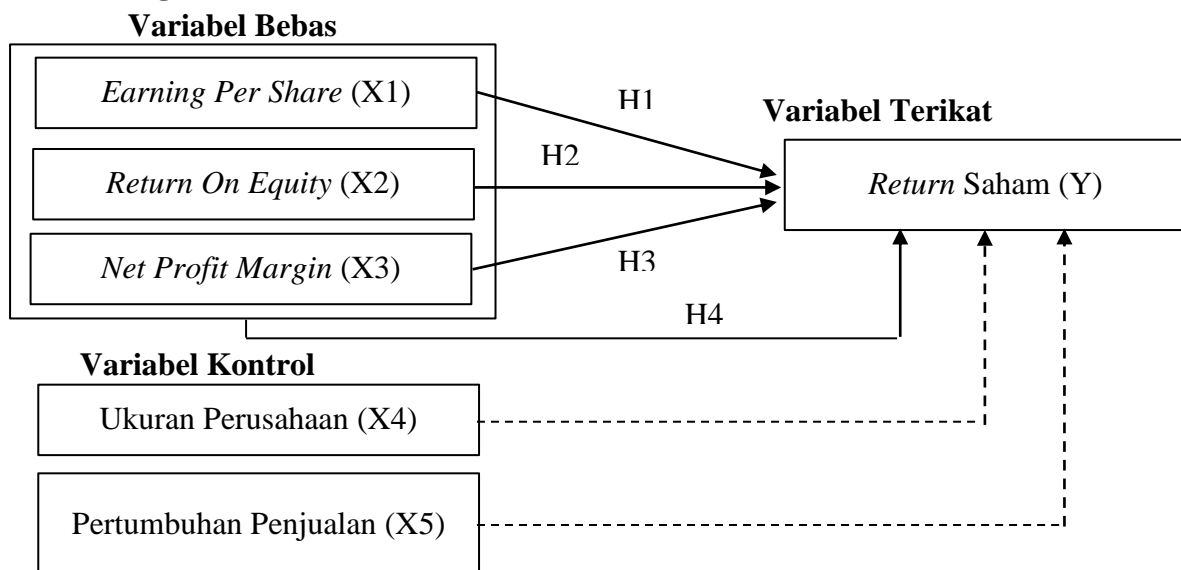 Variabel Bebas
Earning Per Share (X1)
H1
Variabel Terikat
H2
Return On Equity (X2)
Return Saham (Y)
Net Profit Margin (X3)
H3
H4
Variabel Kontrol
Ukuran Perusahaan (X4)
Pertumbuhan Penjualan (X5)